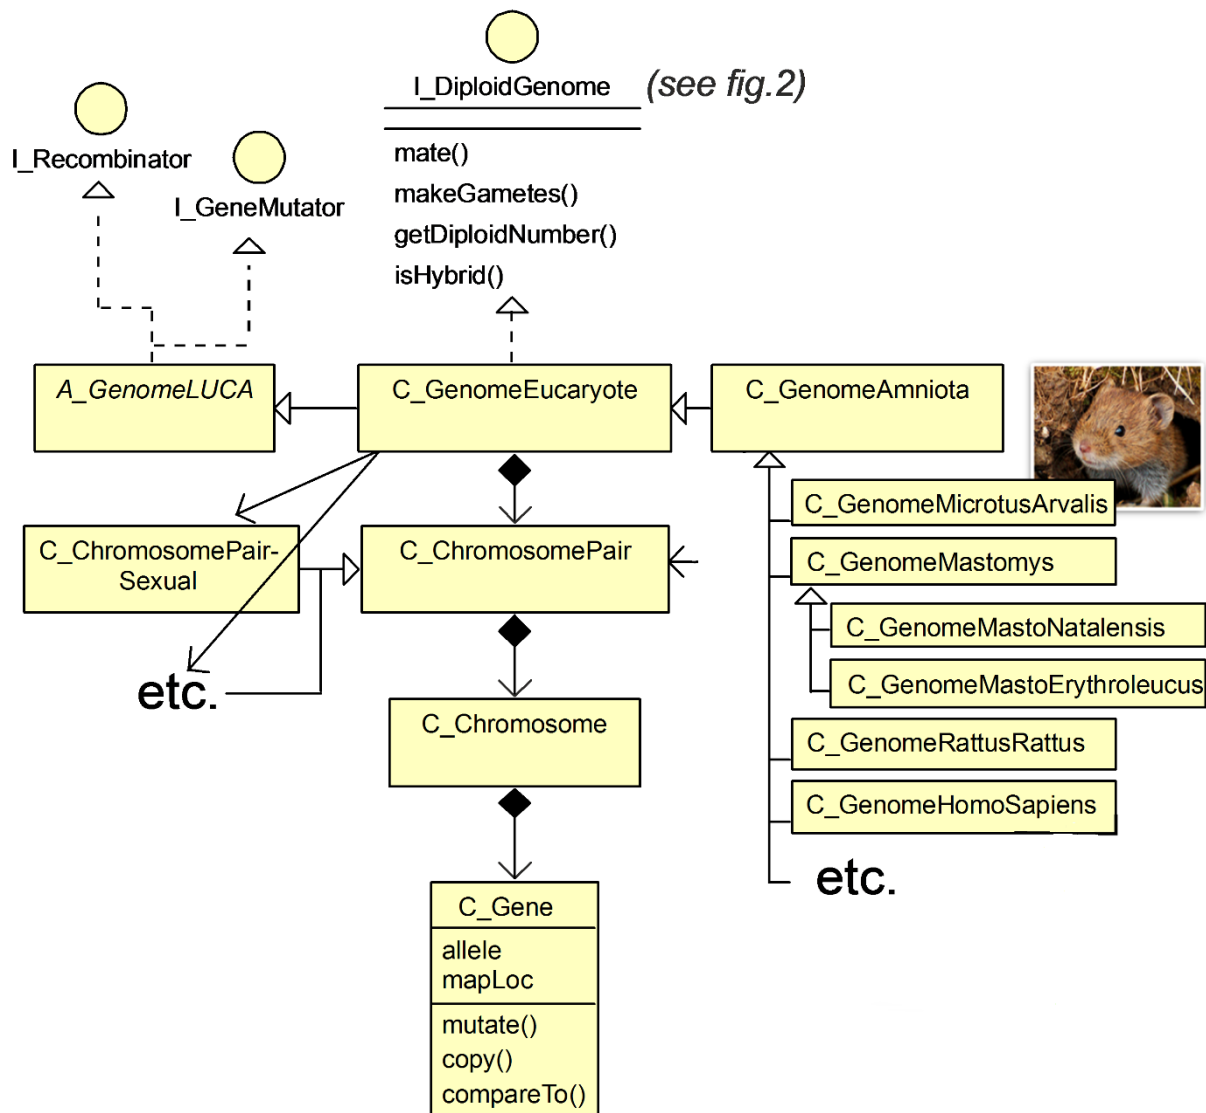 I_DiploidGenome
(see fig.2)
I_Recombinator
I_GeneMutator
mate()
makeGametes()
getDiploidNumber()
isHybrid()
A_GenomeLUCA
C_GenomeEucaryote
C_GenomeAmniota
C_ChromosomePair-
Sexual
C_ChromosomePair
C_GenomeMicrotusArvalis
C_GenomeMastomys
C_GenomeMastoNatalensis
C_GenomeMastoErythroleucus
etc.
C_Chromosome
C_GenomeRattusRattus
C_GenomeHomoSapiens
etc.
C_Gene
allele
mapLoc
mutate()
copy()
compareTo()